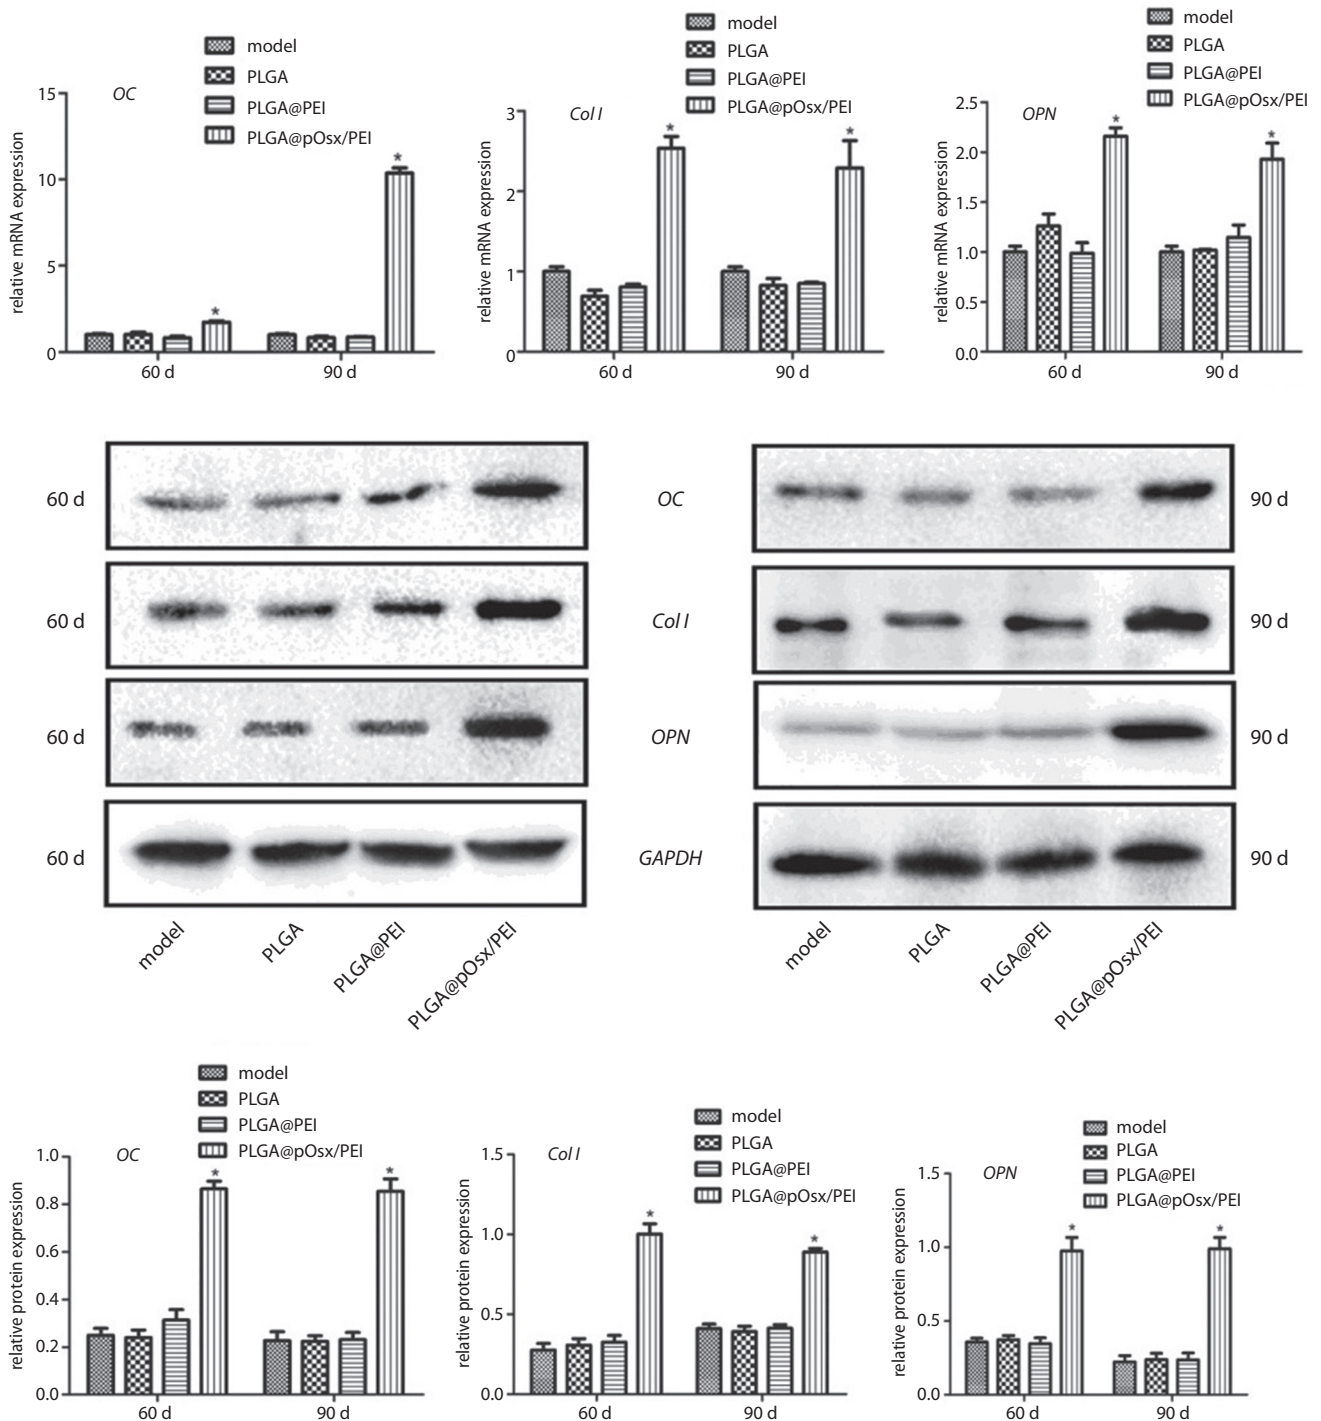 model
PLGA
PLGA@PEI
PLGA@pOsx/PEI
OC
relative mRNA expression
15
10
5
0
60 d
90 d
model
PLGA
PLGA@PEI
PLGA@pOsx/PEI
Col I
relative mRNA expression
3
2
1
0
60 d
90 d
model
PLGA
PLGA@PEI
PLGA@pOsx/PEI
OPN
relative mRNA expression
2.5
2.0
1.5
1.0
0.5
0.0
60 d
90 d
* * * * * *
60 d OC 90 d
60 d Col I 90 d
60 d OPN 90 d
60 d GAPDH 90 d
model PLGA PLGA@PEI PLGA@pOsx/PEI
model PLGA PLGA@PEI PLGA@pOsx/PEI
model
PLGA
PLGA@PEI
PLGA@pOsx/PEI
OC
relative protein expression
1.0
0.8
0.6
0.4
0.2
0.0
60 d
90 d
model
PLGA
PLGA@PEI
PLGA@pOsx/PEI
Col I
relative protein expression
1.5
1.0
0.5
0.0
60 d
90 d
model
PLGA
PLGA@PEI
PLGA@pOsx/PEI
OPN
relative protein expression
1.5
1.0
0.5
0.0
60 d
90 d
* * * * * *